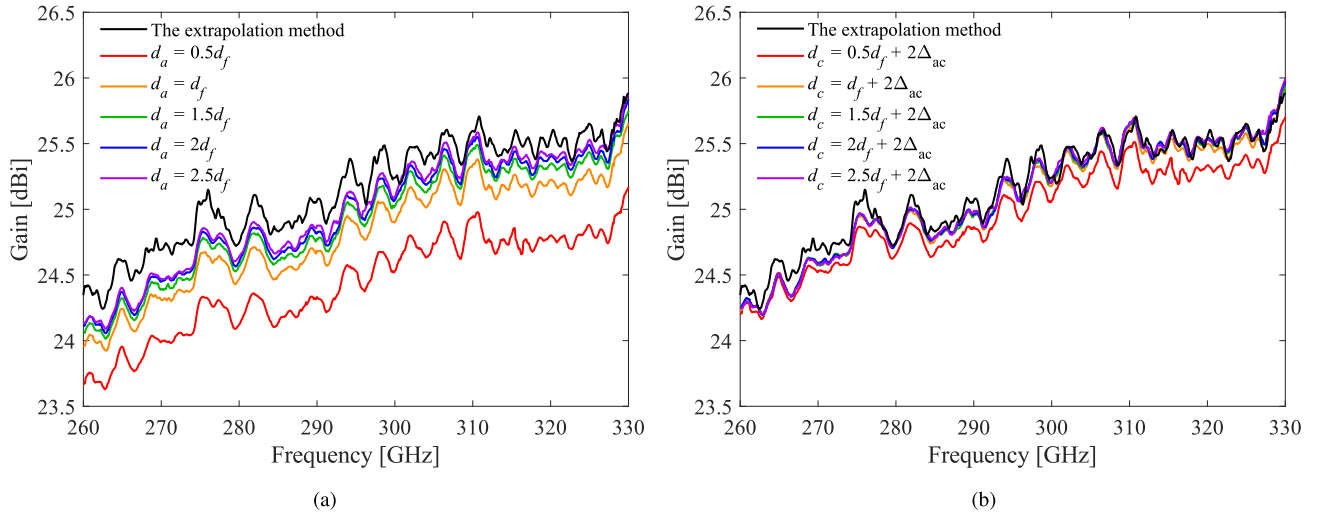 26.5
26
25.5
25
24.5
24
23.5
Gain [dBi]
The extrapolation method
d_a = 0.5d_f
d_a = d_f
d_a = 1.5d_f
d_a = 2d_f
d_a = 2.5d_f
260 270 280 290 300 310 320 330
Frequency [GHz]
(a)
26.5
26
25.5
25
24.5
24
23.5
Gain [dBi]
The extrapolation method
d_c = 0.5d_f + 2Δ_ac
d_c = d_f + 2Δ_ac
d_c = 1.5d_f + 2Δ_ac
d_c = 2d_f + 2Δ_ac
d_c = 2.5d_f + 2Δ_ac
260 270 280 290 300 310 320 330
Frequency [GHz]
(b)